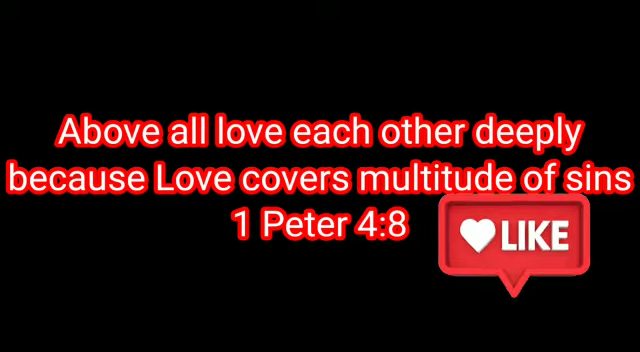 Above all love each other deeply
because Love covers multitude of sins
1 Peter 4:8
LIKE